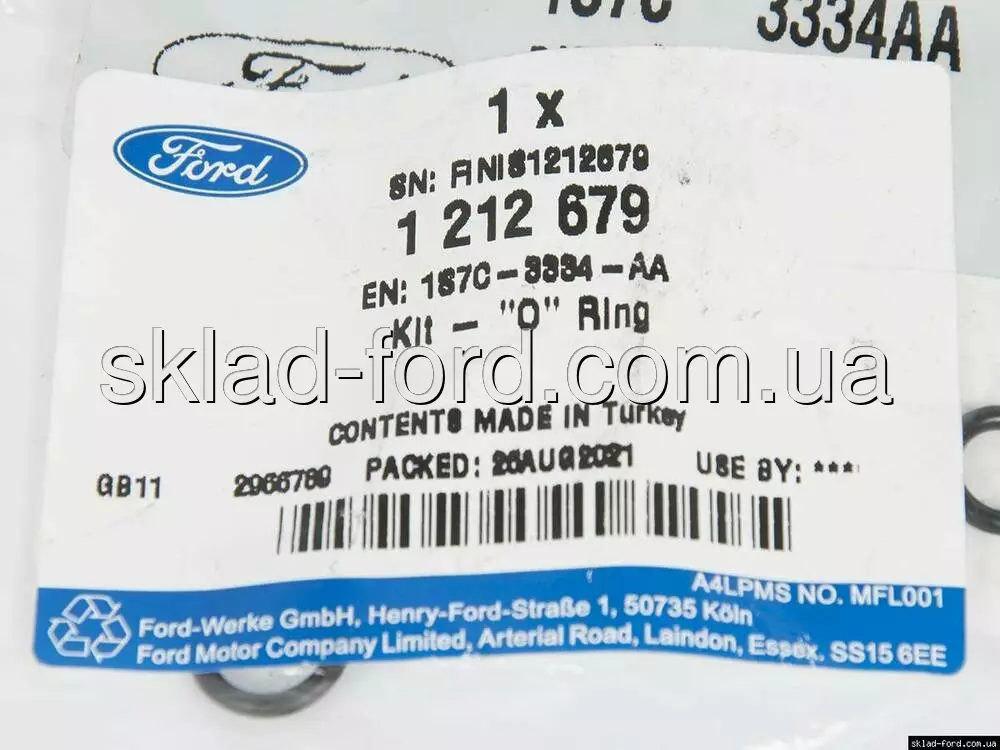 3334AA
Ford
1 X
SN: FINIS1212679
1 212 679
EN: 1S7C-3334-AA
Kit - "O" Ring
sklad-ford.com.ua
CONTENTS MADE IN Turkey
GB11 2966789 PACKED: 26AUG2021 USE BY: ***
A4LPMS NO. MFL001
Ford-Werke GmbH, Henry-Ford-Straße 1, 50735 Köln
Ford Motor Company Limited, Arterial Road, Laindon, Essex, SS15 6EE
sklad-ford.com.ua